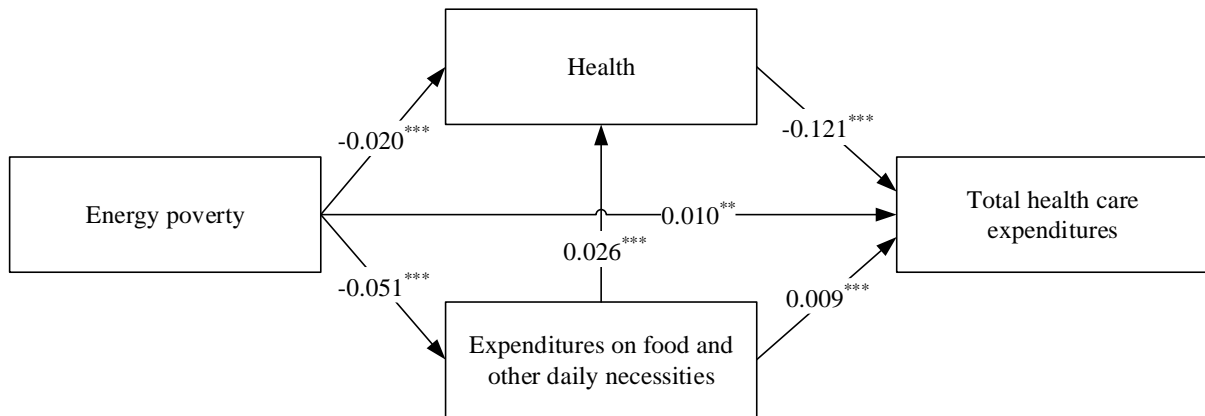 Health
-0.020***
-0.121***
Energy poverty
0.010**
Total health care
expenditures
0.026***
-0.051***
0.009***
Expenditures on food and
other daily necessities